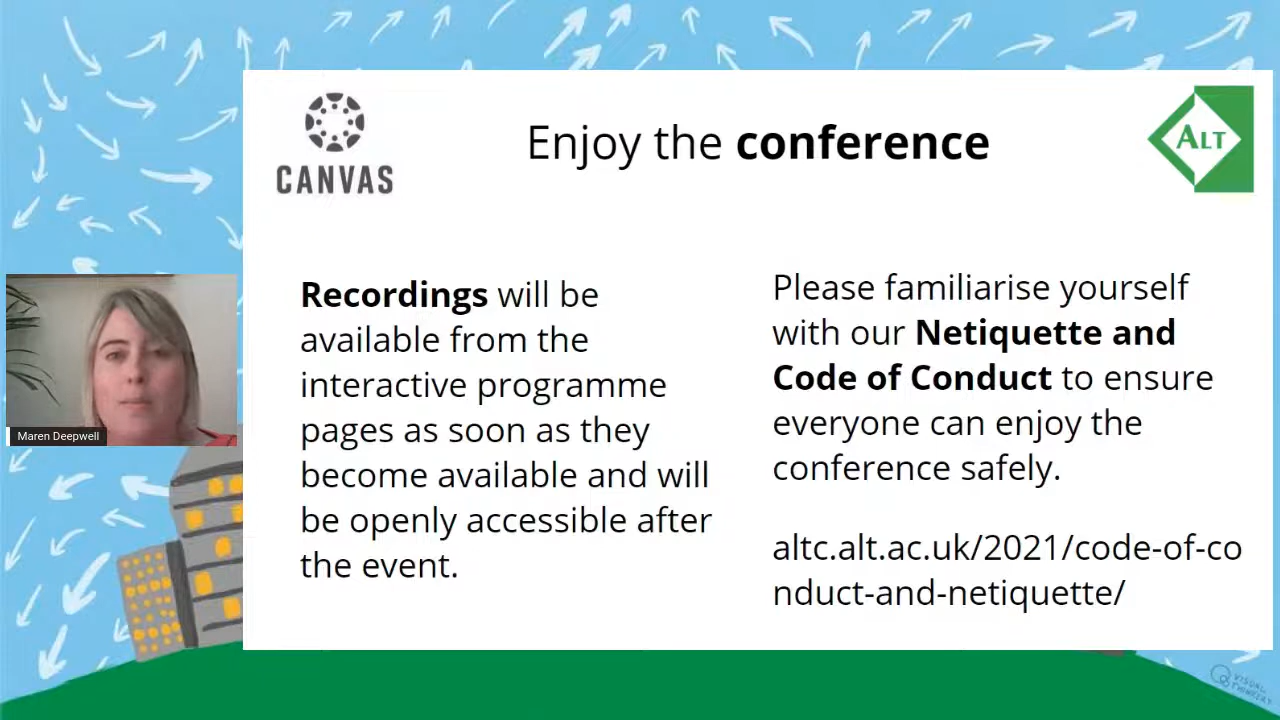 CANVAS
Enjoy the conference
ALT
Recordings will be
available from the
interactive programme
pages as soon as they
become available and will
be openly accessible after
the event.
Please familiarise yourself
with our Netiquette and
Code of Conduct to ensure
everyone can enjoy the
conference safely.
altc.alt.ac.uk/2021/code-of-co
nduct-and-netiquette/
Maren Deepwell
VISUAL
THINKERY